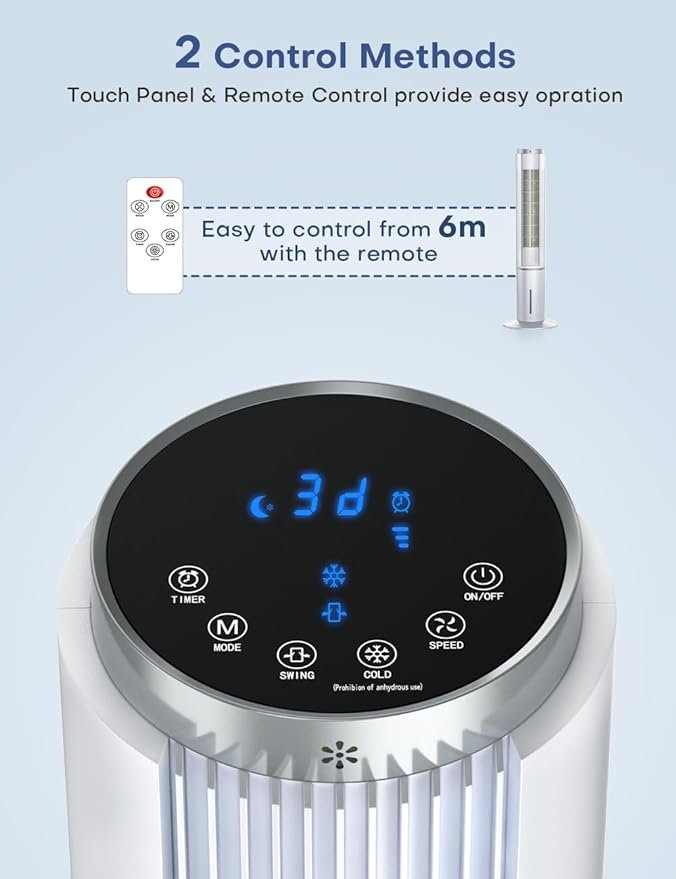 2 Control Methods
Touch Panel & Remote Control provide easy opration
Easy to control from 6m
with the remote
3d
TIMER
ON/OFF
MODE
SPEED
SWING
COLD
(Prohibion of anhydrous use)